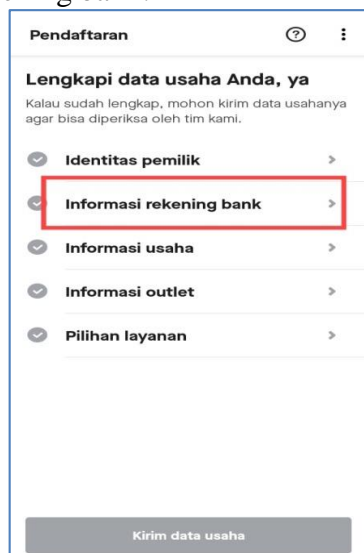 Pendaftaran
Lengkapi data usaha Anda, ya
Kalau sudah lengkap, mohon kirim data usahanya
agar bisa diperiksa oleh tim kami.
Identitas pemilik
Informasi rekening bank
Informasi usaha
Informasi outlet
Pilihan layanan
Kirim data usaha